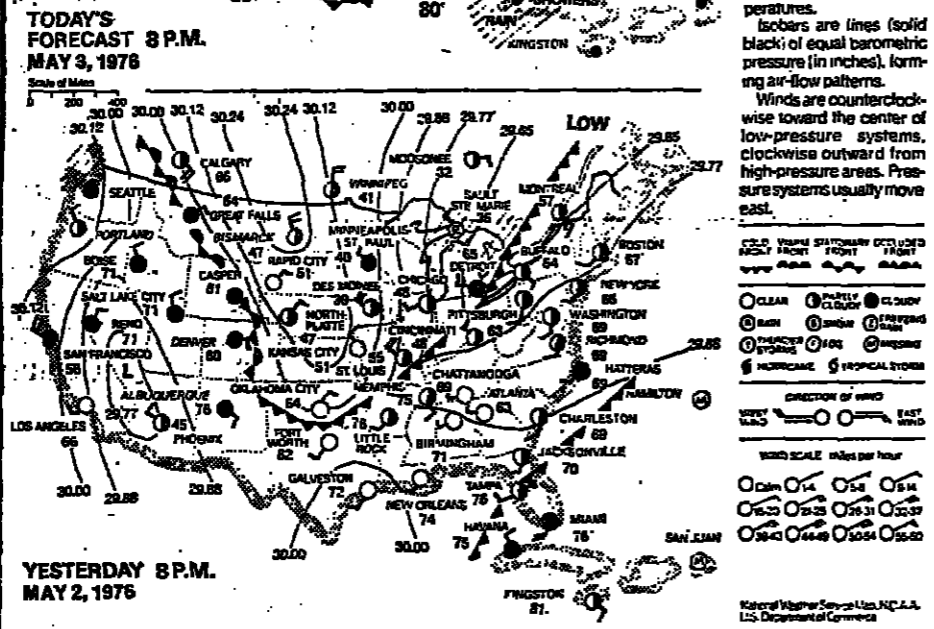 80°
RAIN
KINGSTON
TODAY'S
FORECAST 8 P.M.
MAY 3, 1976
Scale of Miles
0 200 400
peratures.
Isobars are lines (solid
black) of equal barometric
pressure (in inches), form-
ing air-flow patterns.
Winds are counterclock-
wise toward the center of
low-pressure systems,
clockwise outward from
high-pressure areas. Pres-
sure systems usually move
east.
30.12 30.00 30.00 30.12 30.24 30.24 30.12 30.00 29.88 29.77 29.65
LOW
29.65
29.77
CALGARY
66
MOOSONEE
32
WINNIPEG
41
SEATTLE
64
SAULT
STE MARIE
36
MONTREAL
57
GREAT FALLS
PORTLAND
BISMARCK
47
MINNEAPOLIS
57
ST. PAUL
BOISE
71
RAPID CITY
51
40
65
DETROIT
BUFFALO
54
BOSTON
57
CASPER
61
DES MOINES
39
CHICAGO
45
NEW YORK
66
SALT LAKE CITY
71
NORTH
PLATTE
47
PITTSBURGH
63
WASHINGTON
69
30.12
RENO
71
CINCINNATI
RICHMOND
69
29.88
DENVER
60
KANSAS CITY
51
ST. LOUIS
55
SAN FRANCISCO
56
L
CHATTANOOGA
69
HATTERAS
69
OKLAHOMA CITY
64
MEMPHIS
75
ATLANTA
63
HAMILTON
ALBUQUERQUE
76
29.77
45
CHARLESTON
69
LOS ANGELES
66
PHOENIX
FORT
WORTH
62
LITTLE
ROCK
76
BIRMINGHAM
71
JACKSONVILLE
70
GALVESTON
72
TAMPA
76
30.00
29.88
29.88
NEW ORLEANS
74
HAVANA
75
MIAMI
76
30.00
30.00
SAN JUAN
KINGSTON
81
YESTERDAY 8 P.M.
MAY 2, 1976
COLD FRONT WARM FRONT STATIONARY FRONT OCCLUDED FRONT
CLEAR PARTLY CLOUDY CLOUDY
RAIN SNOW FREEZING RAIN
THUNDER STORMS FOG MISSING
HURRICANE TROPICAL STORM
DIRECTION OF WIND
WEST WIND EAST WIND
WIND SCALE miles per hour
Calm 1-4 5-8 9-14
21-25 26-31 32-37
38-43 44-49 50-54 55-60
National Weather Service
U.S. Department of Commerce